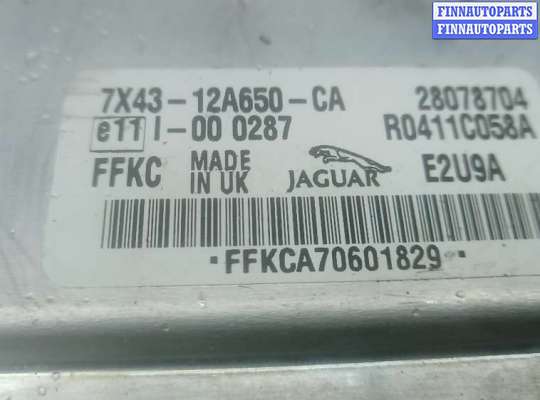 FINNAUTOPARTS
FINNAUTOPARTS
7X43-12A650-CA 28078704
e11 I-00 0287 R0411C058A
FFKC MADE IN UK JAGUAR E2U9A
·FFKCA70601829·